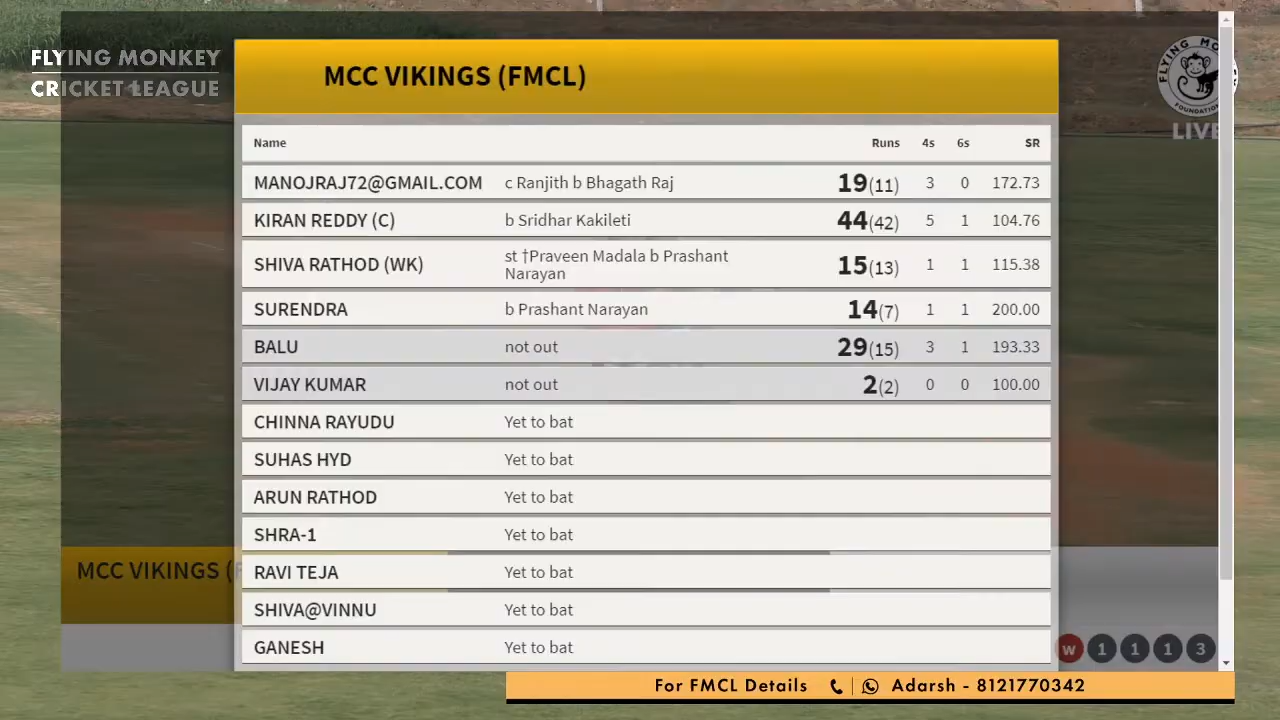 FLYING MONKEY
CRICKET LEAGUE
MCC VIKINGS (FMCL)
FLYING MO
FOUNDATION
LIVE
Name Runs 4s 6s SR
MANOJRAJ72@GMAIL.COM c Ranjith b Bhagath Raj 19(11) 3 0 172.73
KIRAN REDDY (C) b Sridhar Kakileti 44(42) 5 1 104.76
SHIVA RATHOD (WK) st †Praveen Madala b Prashant
Narayan 15(13) 1 1 115.38
SURENDRA b Prashant Narayan 14(7) 1 1 200.00
BALU not out 29(15) 3 1 193.33
VIJAY KUMAR not out 2(2) 0 0 100.00
CHINNA RAYUDU Yet to bat
SUHAS HYD Yet to bat
ARUN RATHOD Yet to bat
SHRA-1 Yet to bat
RAVI TEJA Yet to bat
SHIVA@VINNU Yet to bat
GANESH Yet to bat
MCC VIKINGS (F
W 1 1 1 3
For FMCL Details Adarsh - 8121770342